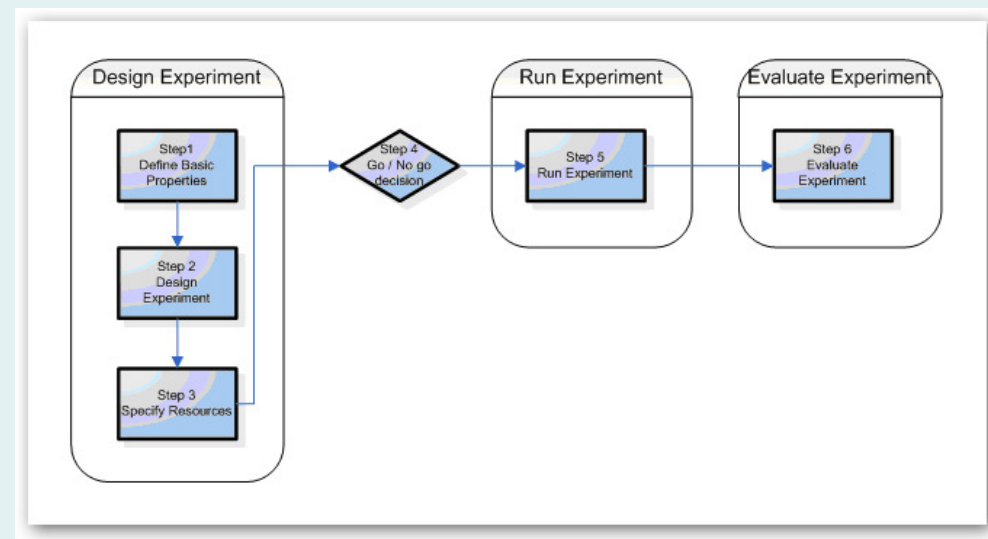 Design Experiment
Step1
Define Basic
Properties
Step 2
Design
Experiment
Step 3
Specify Resources
Step 4
Go / No go
decision
Run Experiment
Step 5
Run Experiment
Evaluate Experiment
Step 6
Evaluate
Experiment